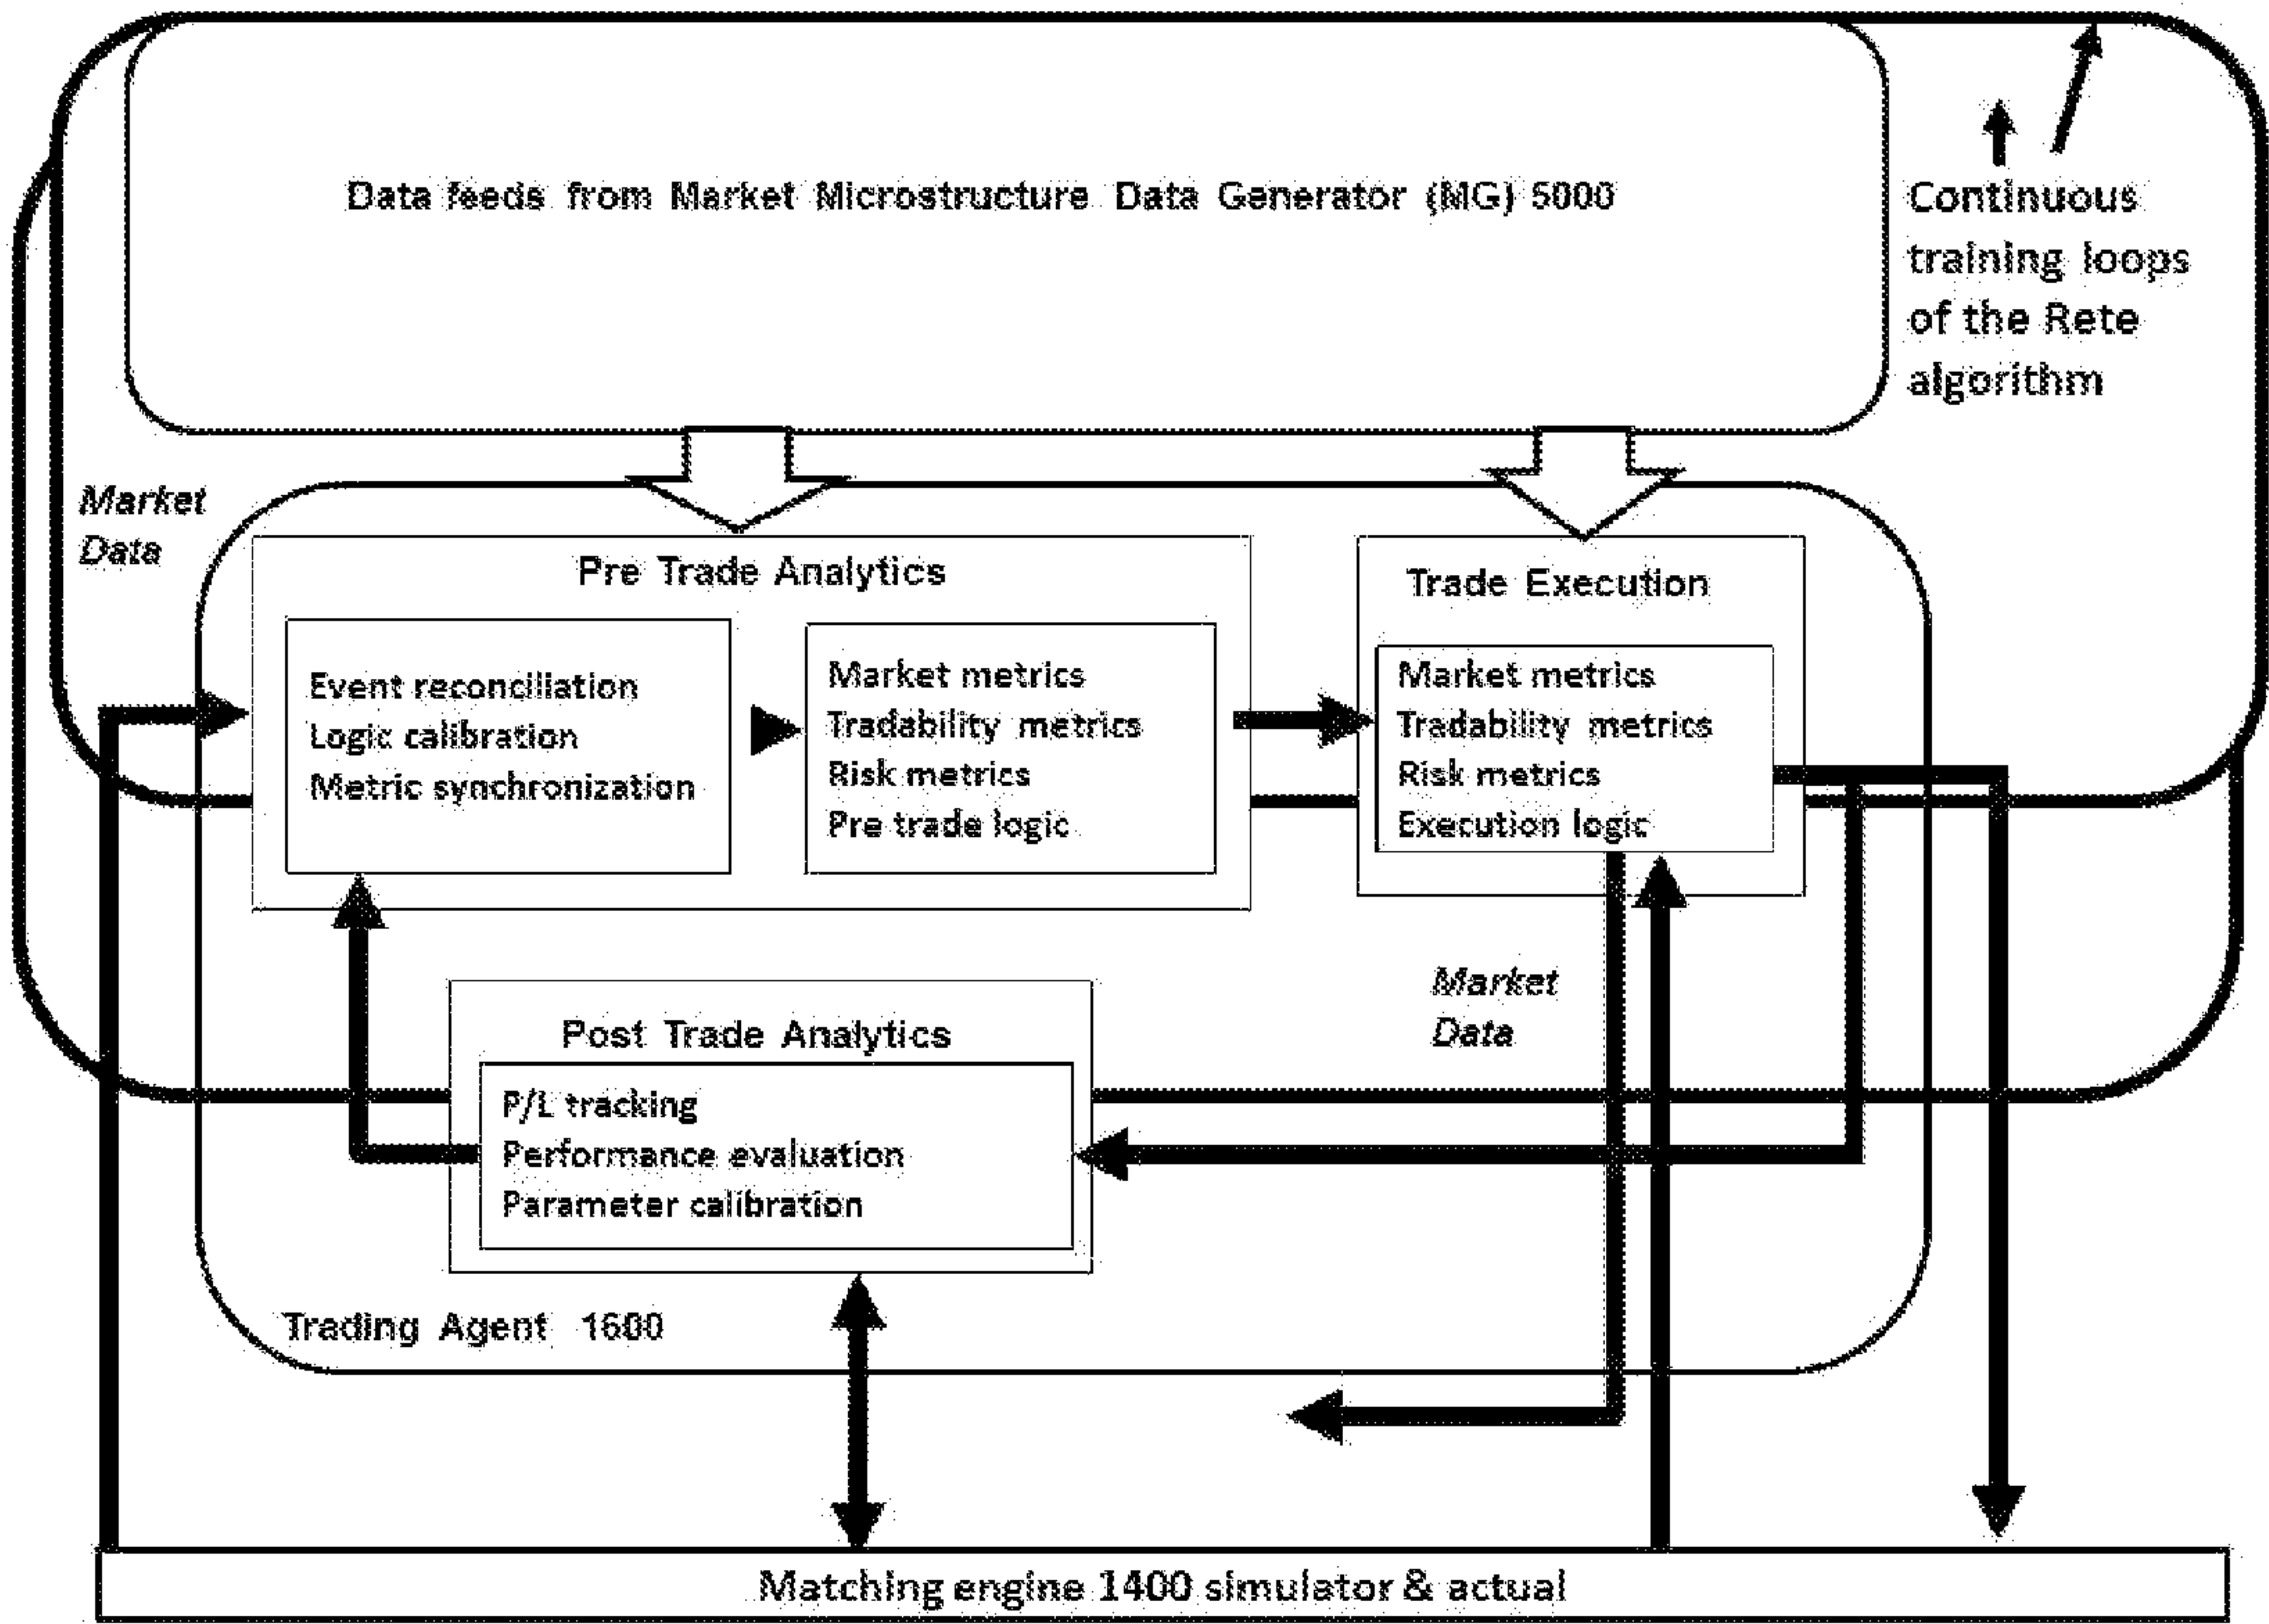 Data feeds from Market Microstructure Data Generator (MG) 5000
Continuous
training loops
of the Rete
algorithm
Market
Data
Pre Trade Analytics
Event reconciliation
Logic calibration
Metric synchronization
Market metrics
Tradability metrics
Risk metrics
Pre trade logic
Trade Execution
Market metrics
Tradability metrics
Risk metrics
Execution logic
Market
Data
Post Trade Analytics
P/L tracking
Performance evaluation
Parameter calibration
Trading Agent 1600
Matching engine 1400 simulator & actual